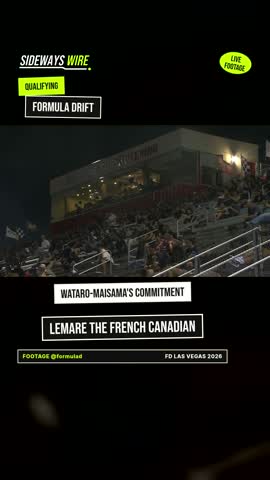 SIDEWAYS WIRE.
LIVE
FOOTAGE
QUALIFYING
FORMULA DRIFT
WATARO-MAISAMA'S COMMITMENT
LEMARE THE FRENCH CANADIAN
FOOTAGE @formulad
FD LAS VEGAS 2026